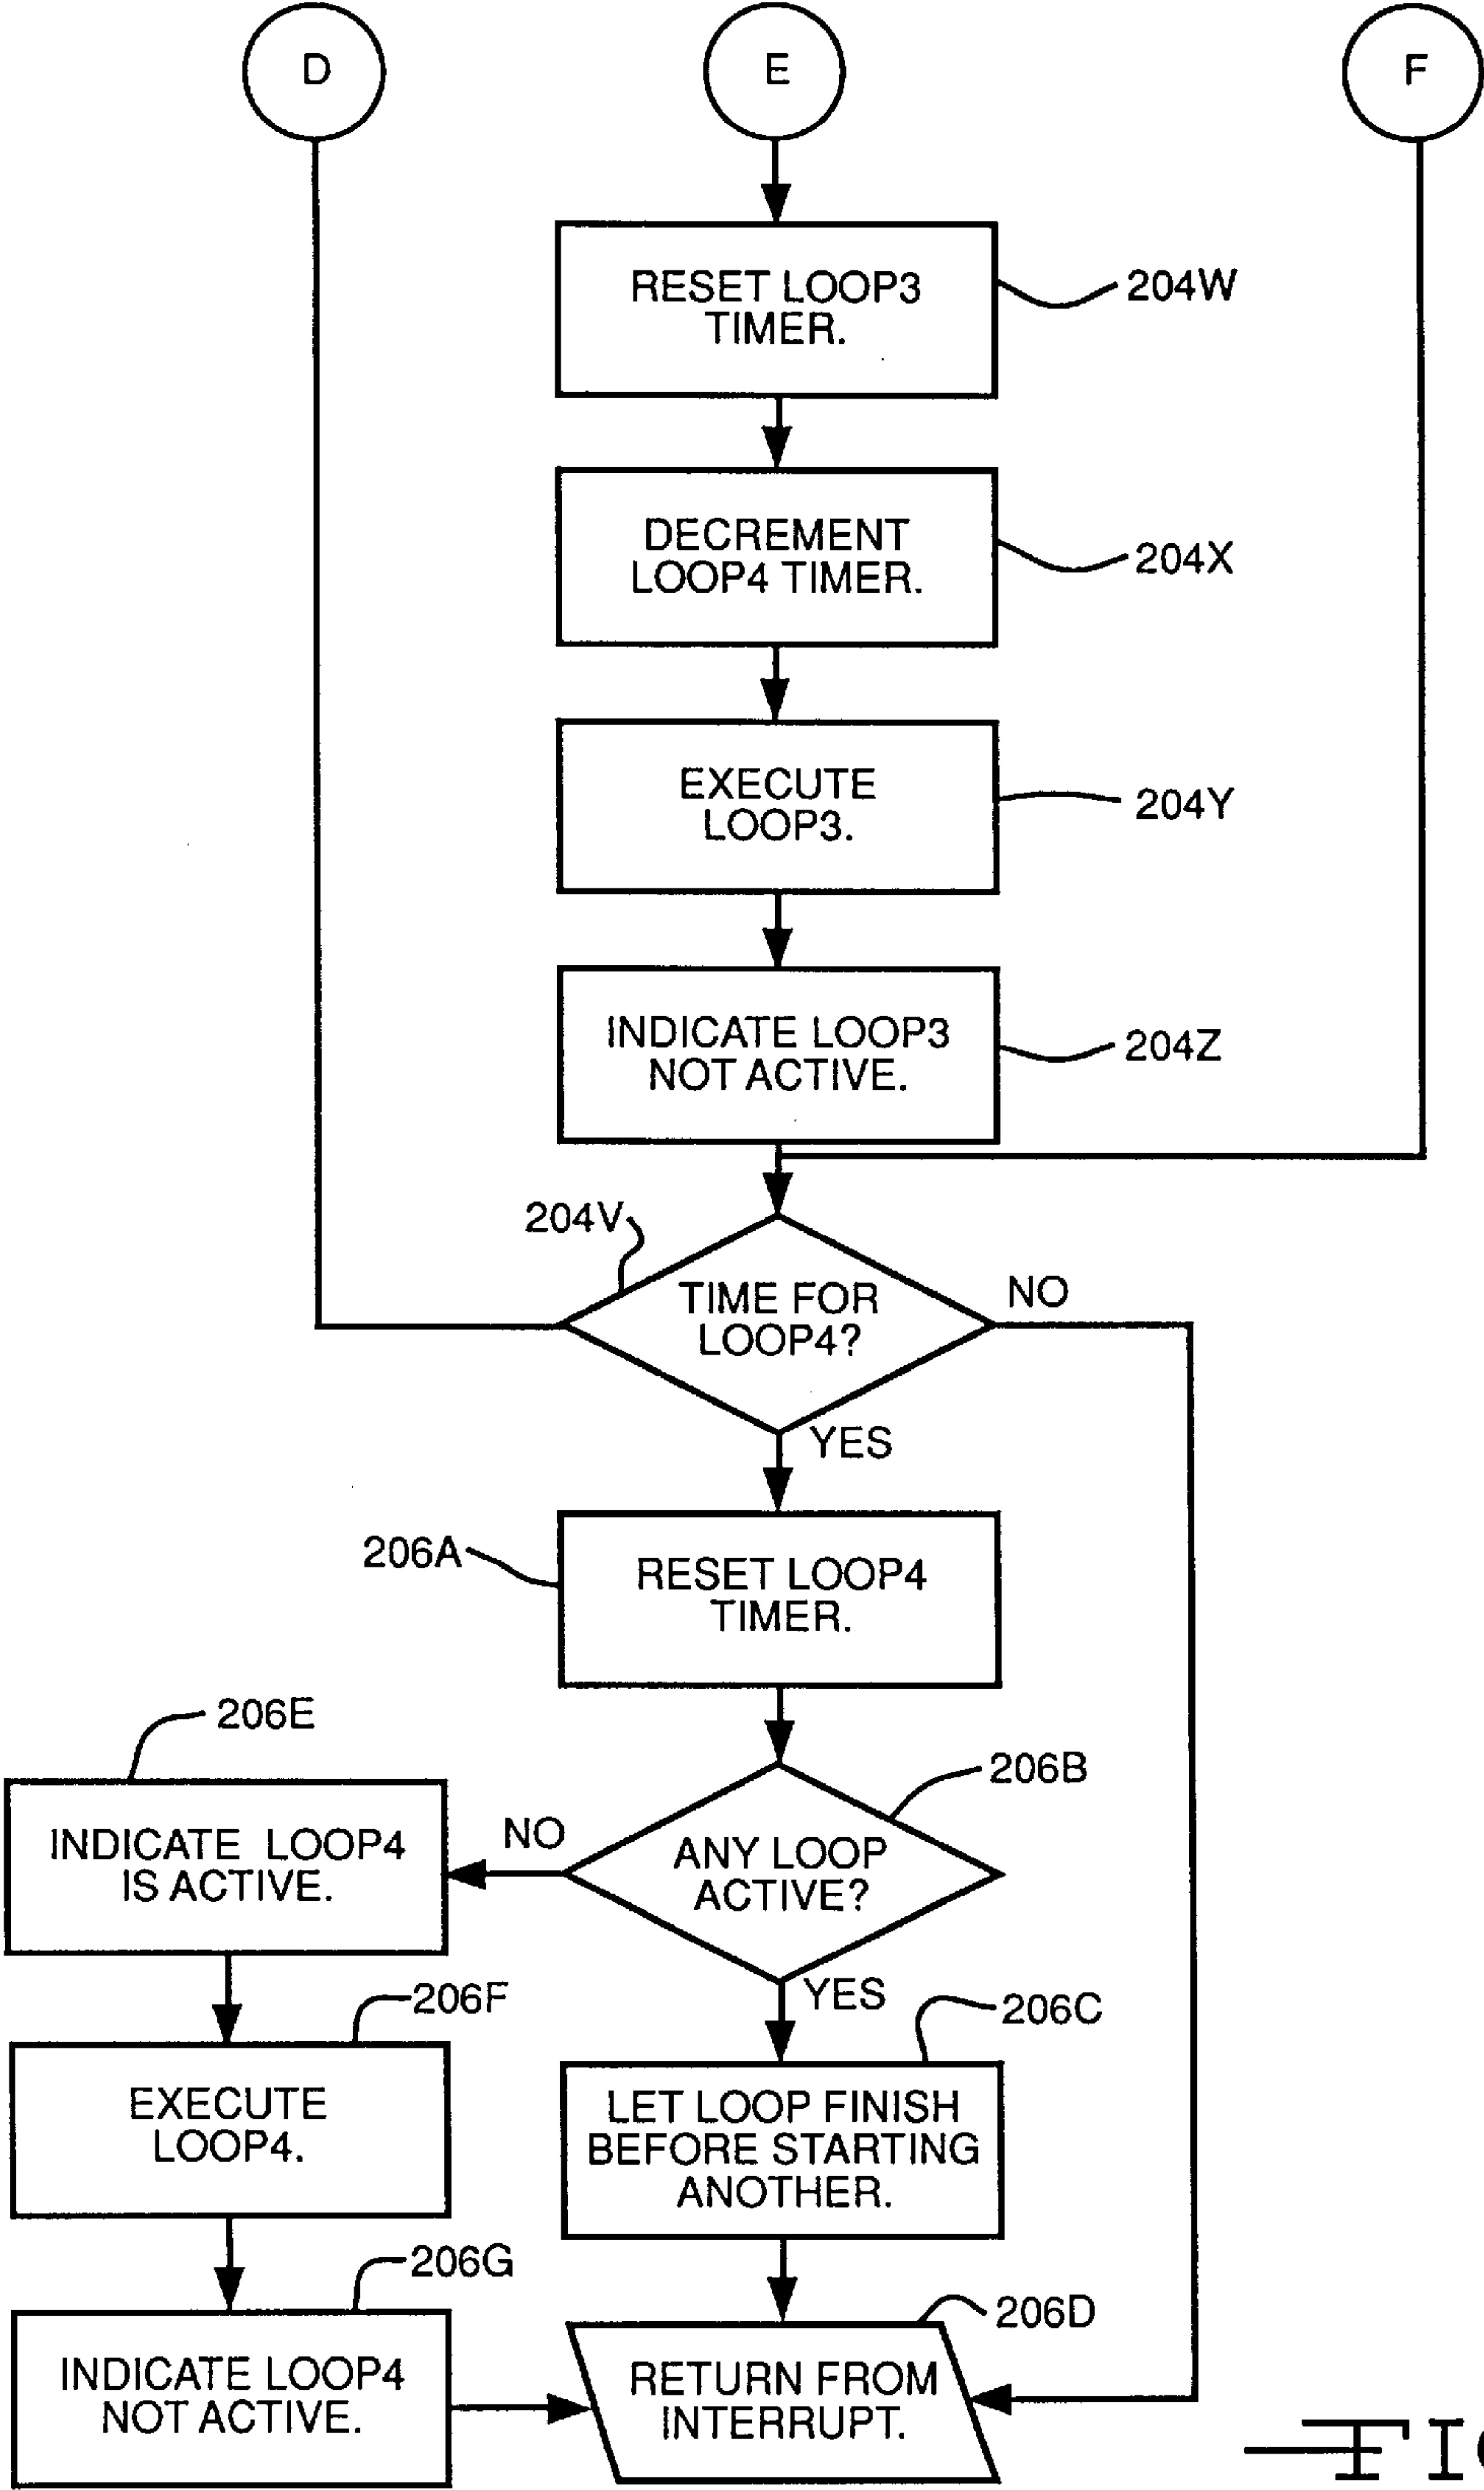 D
E
F
RESET LOOP3
TIMER.
204W
DECREMENT
LOOP4 TIMER.
204X
EXECUTE
LOOP3.
204Y
INDICATE LOOP3
NOT ACTIVE.
204Z
204V
TIME FOR
LOOP4?
NO
YES
206A
RESET LOOP4
TIMER.
206E
206B
INDICATE LOOP4
IS ACTIVE.
NO
ANY LOOP
ACTIVE?
YES
206F
206C
EXECUTE
LOOP4.
LET LOOP FINISH
BEFORE STARTING
ANOTHER.
206G
206D
INDICATE LOOP4
NOT ACTIVE.
RETURN FROM
INTERRUPT.